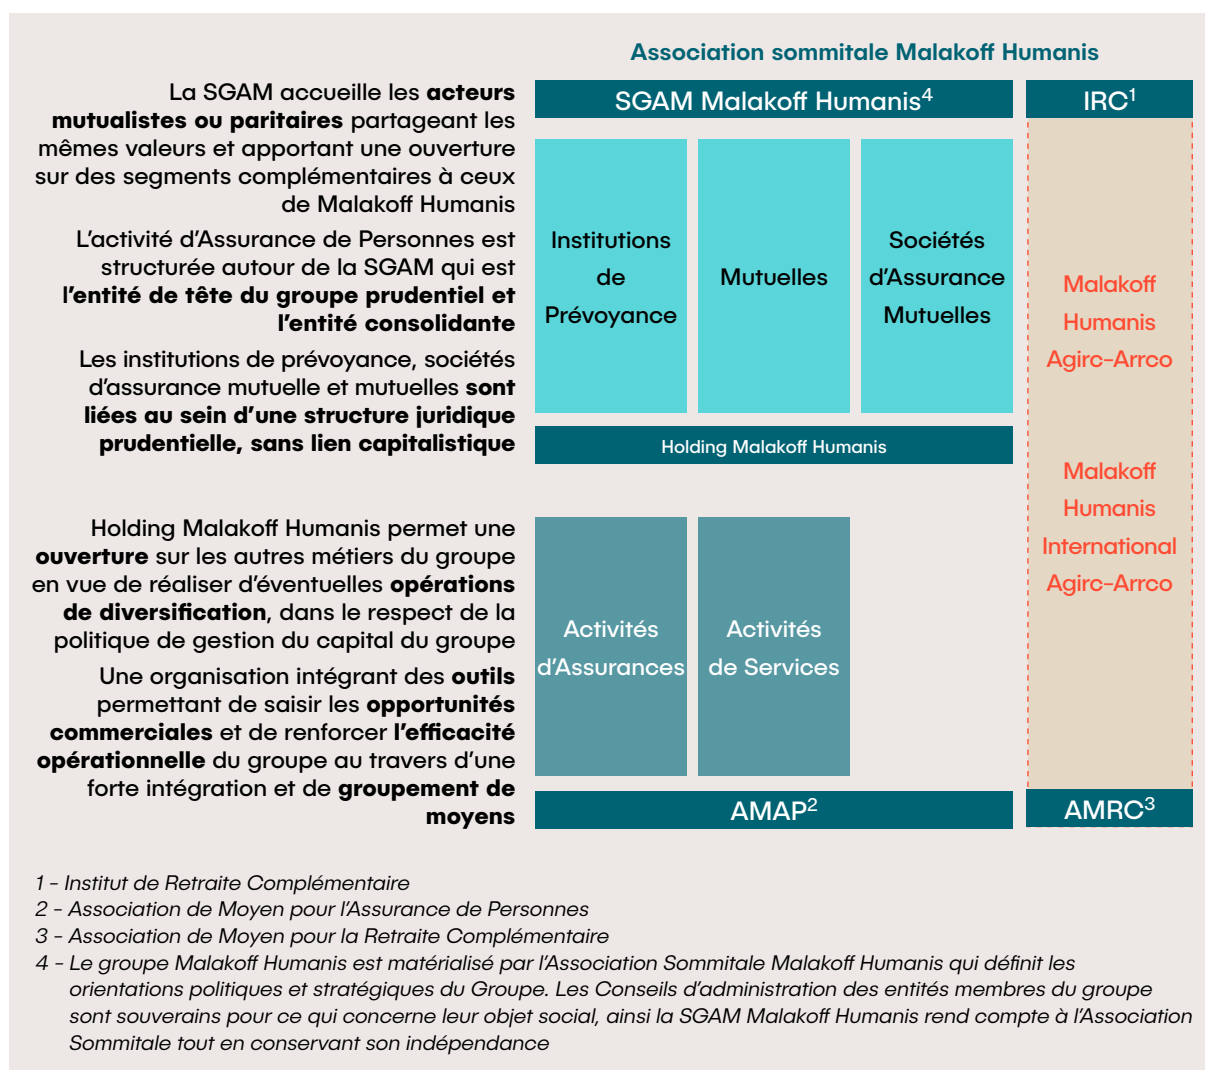 Association sommitale Malakoff Humanis
La SGAM accueille les acteurs
mutualistes ou paritaires partageant les
mêmes valeurs et apportant une ouverture
sur des segments complémentaires à ceux
de Malakoff Humanis
L'activité d'Assurance de Personnes est
structurée autour de la SGAM qui est
l'entité de tête du groupe prudentiel et
l'entité consolidante
Les institutions de prévoyance, sociétés
d'assurance mutuelle et mutuelles sont
liées au sein d'une structure juridique
prudentielle, sans lien capitalistique
Holding Malakoff Humanis permet une
ouverture sur les autres métiers du groupe
en vue de réaliser d'éventuelles opérations
de diversification, dans le respect de la
politique de gestion du capital du groupe
Une organisation intégrant des outils
permettant de saisir les opportunités
commerciales et de renforcer l'efficacité
opérationnelle du groupe au travers d'une
forte intégration et de groupement de
moyens
SGAM Malakoff Humanis⁴
IRC¹
Institutions
de
Prévoyance
Mutuelles
Sociétés
d'Assurance
Mutuelles
Holding Malakoff Humanis
Activités
d'Assurances
Activités
de Services
AMAP²
Malakoff
Humanis
Agirc-Arrco
Malakoff
Humanis
International
Agirc-Arrco
AMRC³
1 - Institut de Retraite Complémentaire
2 - Association de Moyen pour l'Assurance de Personnes
3 - Association de Moyen pour la Retraite Complémentaire
4 - Le groupe Malakoff Humanis est matérialisé par l'Association Sommitale Malakoff Humanis qui définit les
orientations politiques et stratégiques du Groupe. Les Conseils d'administration des entités membres du groupe
sont souverains pour ce qui concerne leur objet social, ainsi la SGAM Malakoff Humanis rend compte à l'Association
Sommitale tout en conservant son indépendance